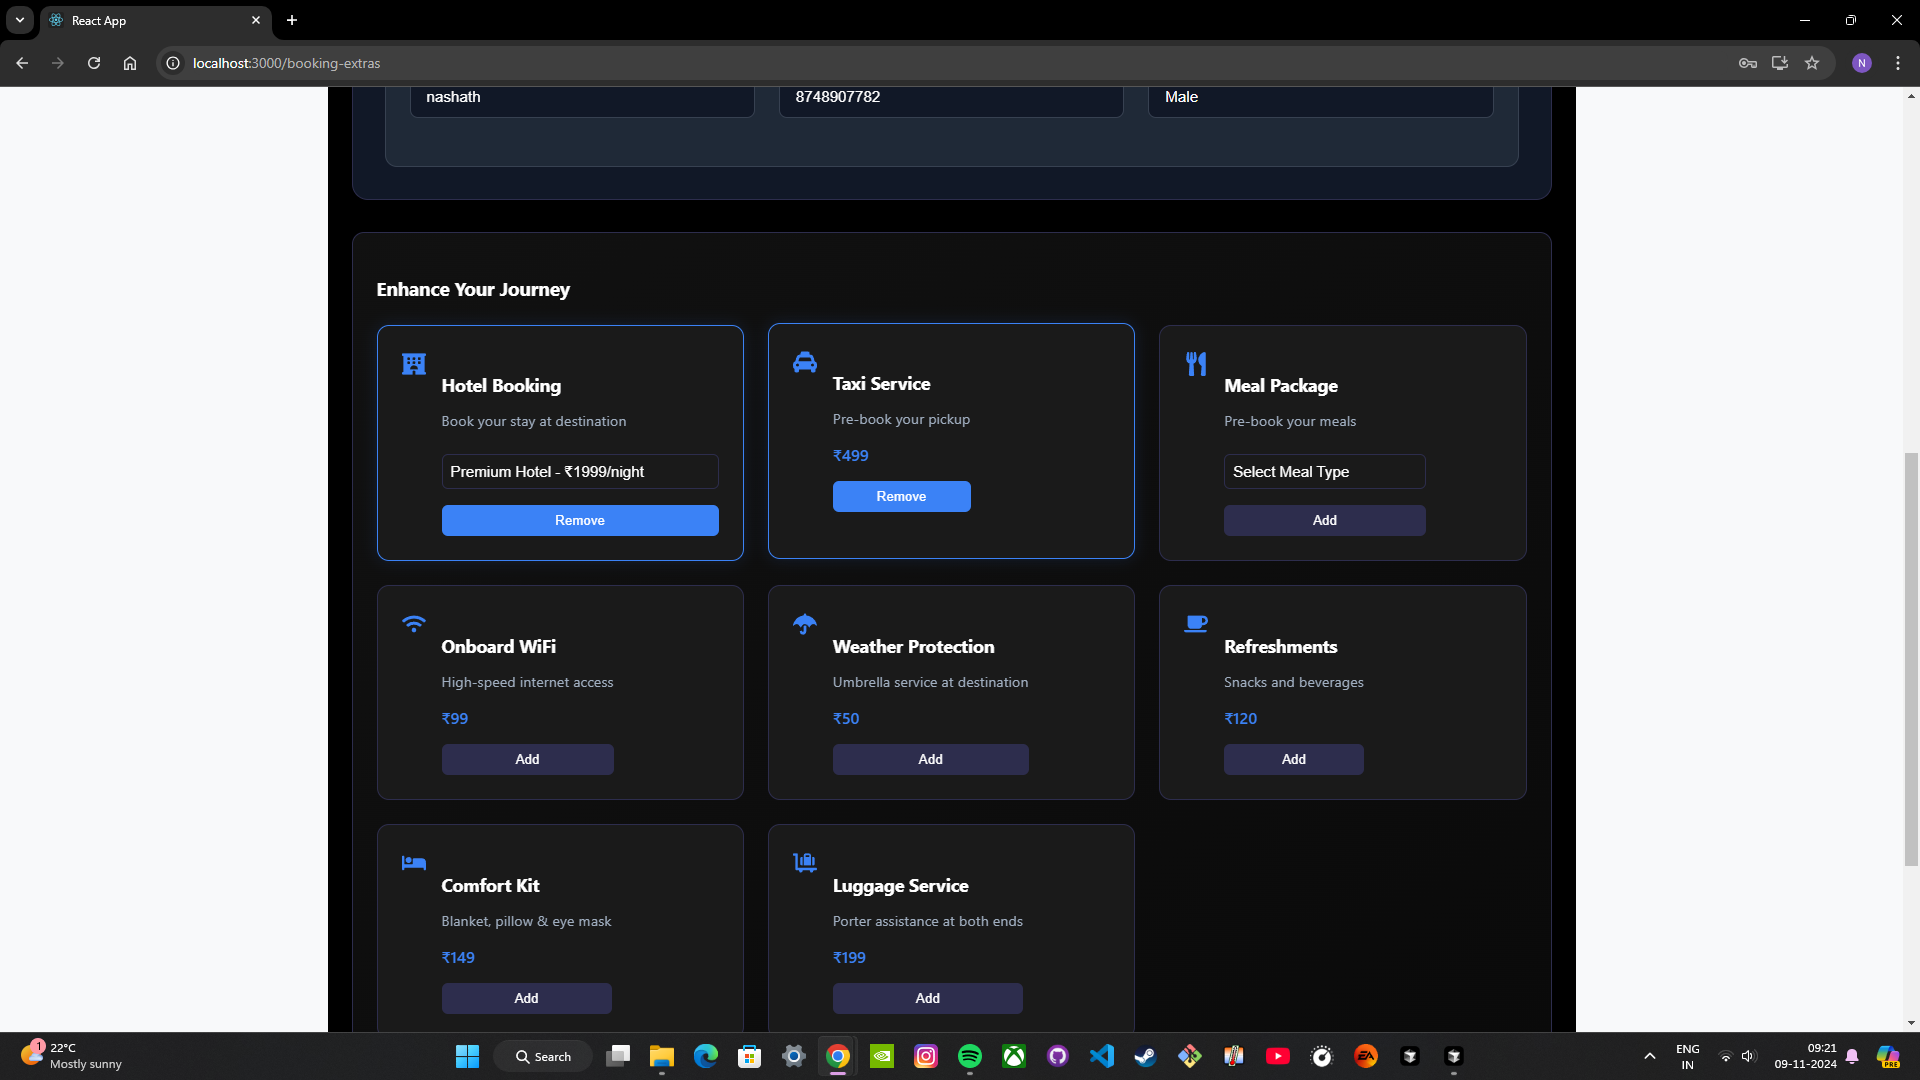 React App
localhost:3000/booking-extras
N
nashath
8748907782
Male
Enhance Your Journey
Hotel Booking
Book your stay at destination
Premium Hotel - ₹1999/night
Remove
Taxi Service
Pre-book your pickup
₹499
Remove
Meal Package
Pre-book your meals
Select Meal Type
Add
Onboard WiFi
High-speed internet access
₹99
Add
Weather Protection
Umbrella service at destination
₹50
Add
Refreshments
Snacks and beverages
₹120
Add
Comfort Kit
Blanket, pillow & eye mask
₹149
Add
Luggage Service
Porter assistance at both ends
₹199
Add
1
22°C
Mostly sunny
Search
EA
ENG
IN
09:21
09-11-2024
PRE